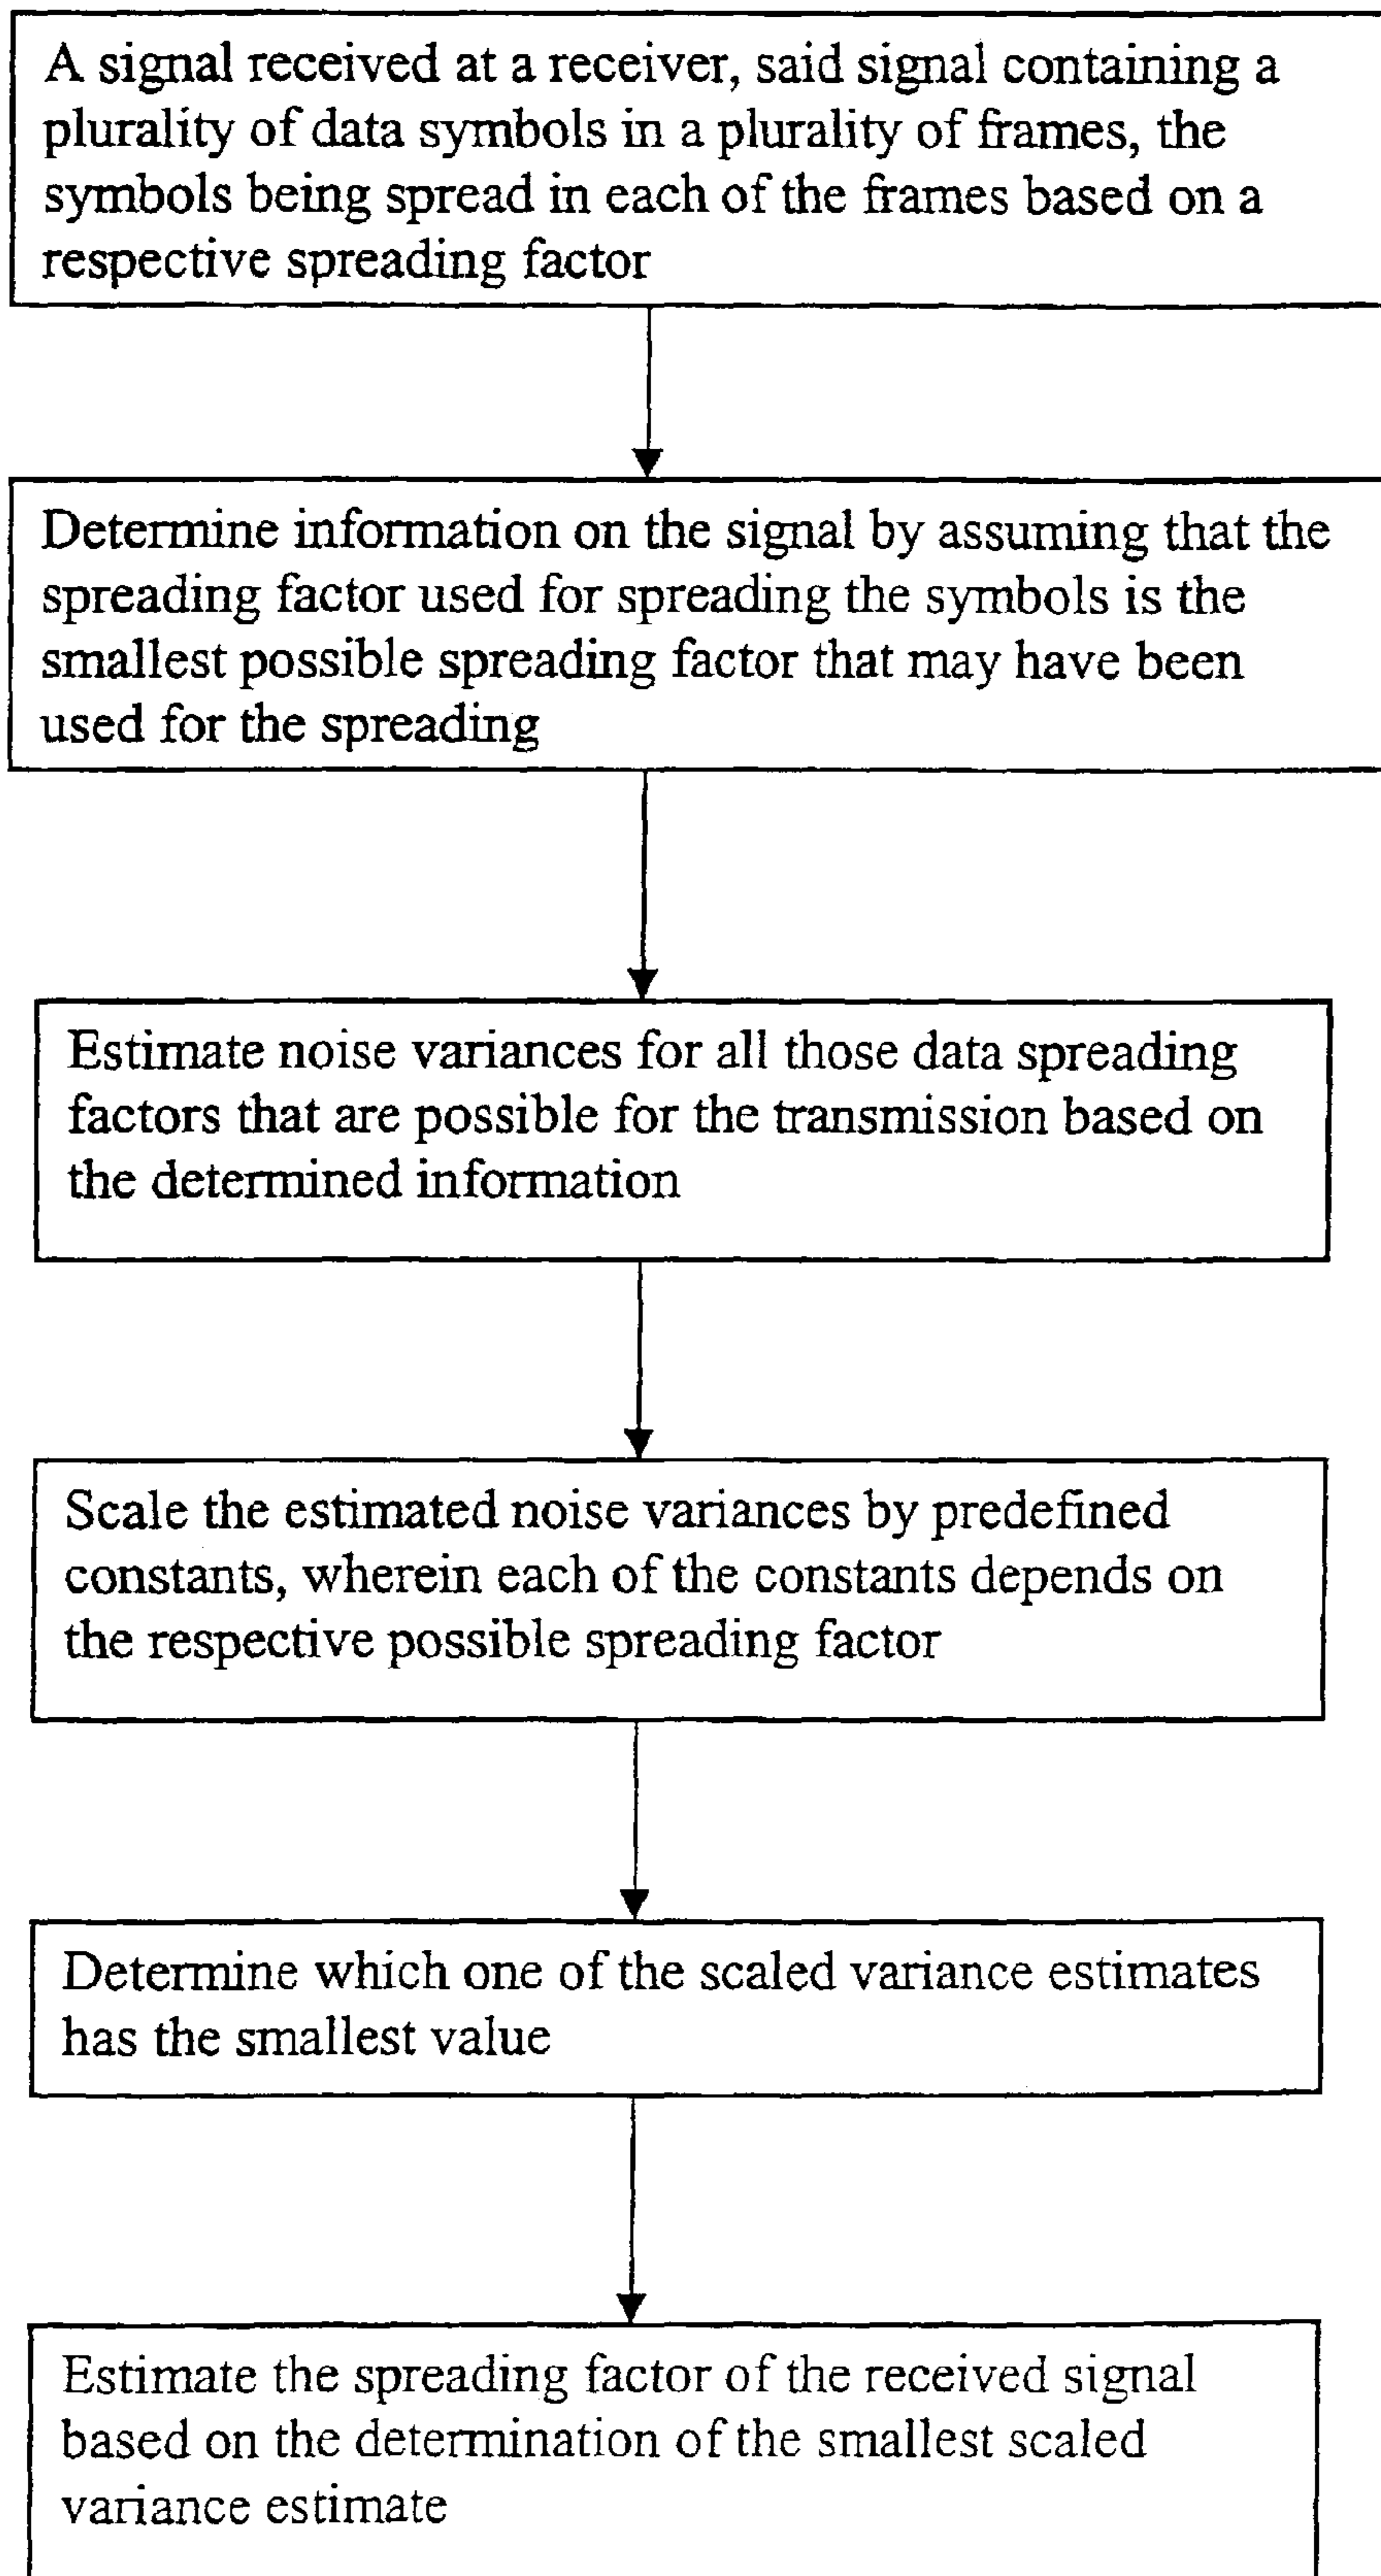 A signal received at a receiver, said signal containing a
plurality of data symbols in a plurality of frames, the
symbols being spread in each of the frames based on a
respective spreading factor
Determine information on the signal by assuming that the
spreading factor used for spreading the symbols is the
smallest possible spreading factor that may have been
used for the spreading
Estimate noise variances for all those data spreading
factors that are possible for the transmission based on
the determined information
Scale the estimated noise variances by predefined
constants, wherein each of the constants depends on
the respective possible spreading factor
Determine which one of the scaled variance estimates
has the smallest value
Estimate the spreading factor of the received signal
based on the determination of the smallest scaled
variance estimate